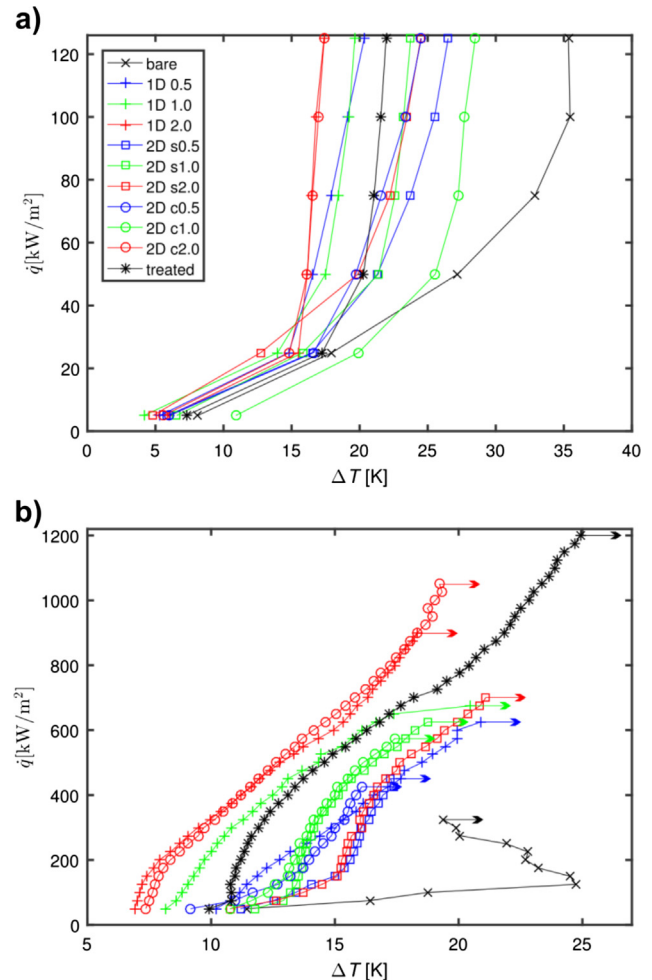 a)
120
100
80
60
40
20
0
q̇[kW/m²]
bare
1D 0.5
1D 1.0
1D 2.0
2D s0.5
2D s1.0
2D s2.0
2D c0.5
2D c1.0
2D c2.0
treated
0 5 10 15 20 25 30 35 40
ΔT [K]
b)
1200
1000
800
600
400
200
0
q̇[kW/m²]
5 10 15 20 25
ΔT [K]